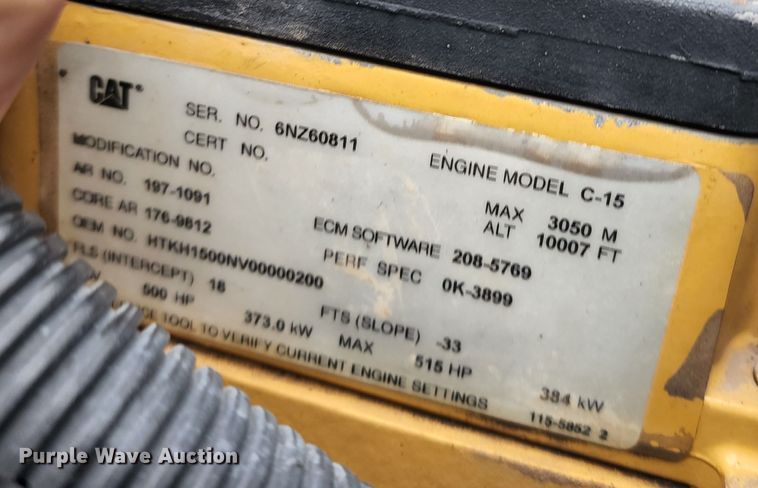 CAT
SER. NO. 6NZ60811
CERT NO.
ENGINE MODEL C-15
MODIFICATION NO.
AR NO. 197-1091
MAX 3050 M
CORE AR 176-9812
ECM SOFTWARE 208-5769
ALT 10007 FT
OEM NO. HTKH1500NV00000200
PERF SPEC 0K-3899
FLS (INTERCEPT) 18
FTS (SLOPE) -33
500 HP 373.0 kW MAX 515 HP 384 kW
TOOL TO VERIFY CURRENT ENGINE SETTINGS
115-5852 2
Purple Wave Auction